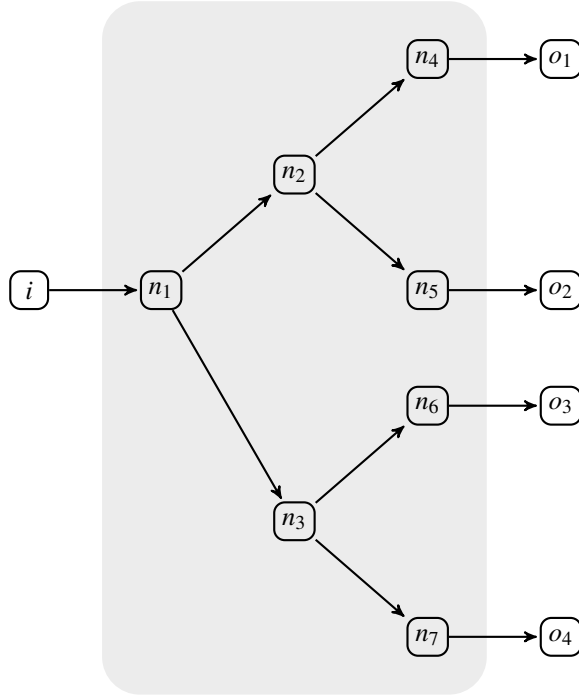 n₄ o₁
n₂
i n₁ n₅ o₂
n₆ o₃
n₃
n₇ o₄